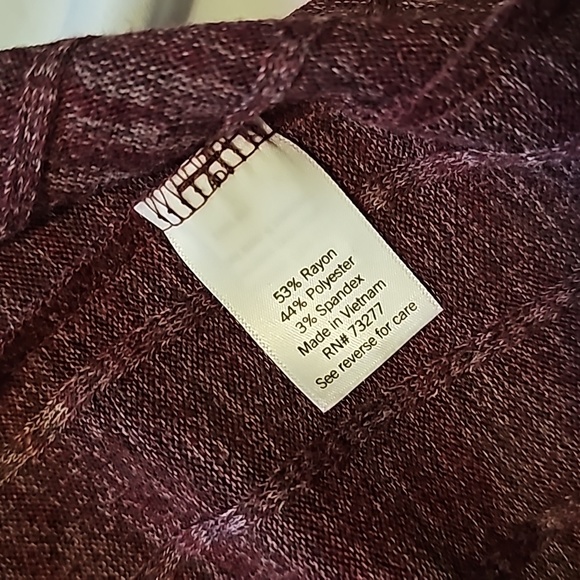 53% Rayon
44% Polyester
3% Spandex
Made in Vietnam
RN# 73277
See reverse for care